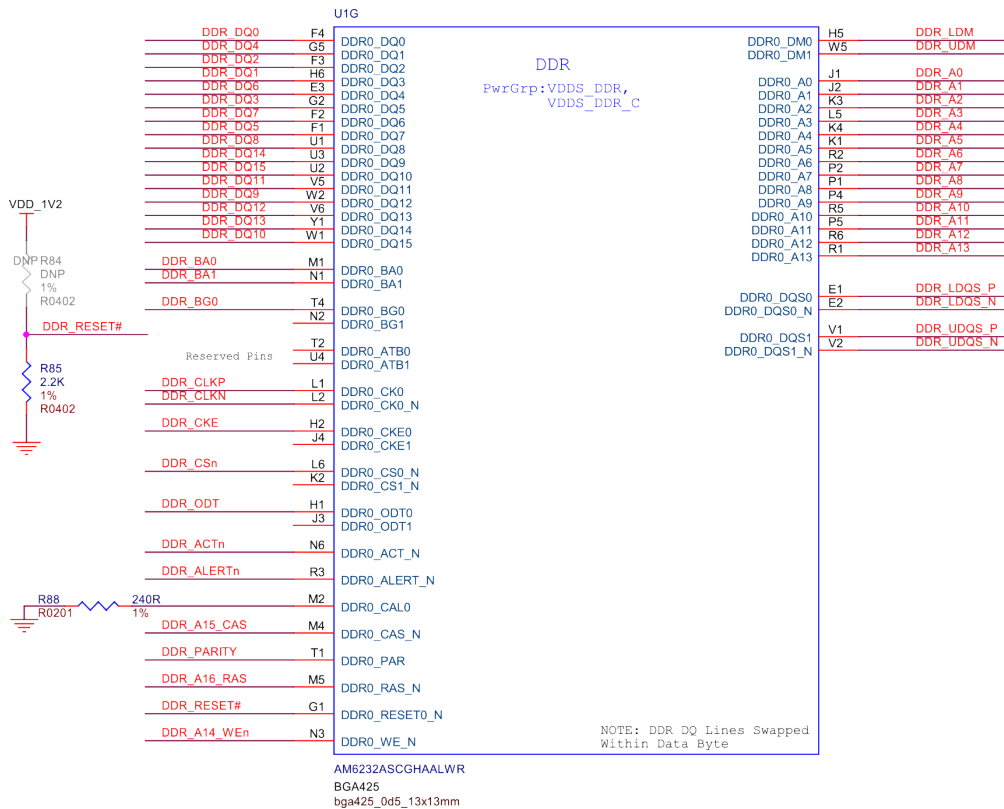 U1G
DDR_DQ0 F4 DDR0_DQ0
DDR_DQ4 G5 DDR0_DQ1
DDR_DQ2 F3 DDR0_DQ2
DDR_DQ1 H6 DDR0_DQ3
DDR_DQ6 E3 DDR0_DQ4
DDR_DQ3 G2 DDR0_DQ5
DDR_DQ7 F2 DDR0_DQ6
DDR_DQ5 F1 DDR0_DQ7
DDR_DQ8 U1 DDR0_DQ8
DDR_DQ14 U3 DDR0_DQ9
DDR_DQ15 U2 DDR0_DQ10
DDR_DQ11 V5 DDR0_DQ11
DDR_DQ9 W2 DDR0_DQ12
DDR_DQ12 V6 DDR0_DQ13
DDR_DQ13 Y1 DDR0_DQ14
DDR_DQ10 W1 DDR0_DQ15
DDR_BA0 M1 DDR0_BA0
DDR_BA1 N1 DDR0_BA1
DDR_BG0 T4 DDR0_BG0
N2 DDR0_BG1
T2 DDR0_ATB0
U4 DDR0_ATB1
Reserved Pins
DDR_CLKP L1 DDR0_CK0
DDR_CLKN L2 DDR0_CK0_N
DDR_CKE H2 DDR0_CKE0
J4 DDR0_CKE1
DDR_CSn L6 DDR0_CS0_N
K2 DDR0_CS1_N
DDR_ODT H1 DDR0_ODT0
J3 DDR0_ODT1
DDR_ACTn N6 DDR0_ACT_N
DDR_ALERTn R3 DDR0_ALERT_N
R88 240R M2 DDR0_CAL0
R0201 1%
DDR_A15_CAS M4 DDR0_CAS_N
DDR_PARITY T1 DDR0_PAR
DDR_A16_RAS M5 DDR0_RAS_N
DDR_RESET# G1 DDR0_RESET0_N
DDR_A14_WEn N3 DDR0_WE_N
VDD_1V2
DNP R84
DNP
1%
R0402
DDR_RESET#
R85
2.2K
1%
R0402
DDR
PwrGrp:VDDS_DDR,
VDDS_DDR_C
DDR0_DM0 H5 DDR_LDM
DDR0_DM1 W5 DDR_UDM
DDR0_A0 J1 DDR_A0
DDR0_A1 J2 DDR_A1
DDR0_A2 K3 DDR_A2
DDR0_A3 L5 DDR_A3
DDR0_A4 K4 DDR_A4
DDR0_A5 K1 DDR_A5
DDR0_A6 R2 DDR_A6
DDR0_A7 P2 DDR_A7
DDR0_A8 P1 DDR_A8
DDR0_A9 P4 DDR_A9
DDR0_A10 R5 DDR_A10
DDR0_A11 P5 DDR_A11
DDR0_A12 R6 DDR_A12
DDR0_A13 R1 DDR_A13
DDR0_DQS0 E1 DDR_LDQS_P
DDR0_DQS0_N E2 DDR_LDQS_N
DDR0_DQS1 V1 DDR_UDQS_P
DDR0_DQS1_N V2 DDR_UDQS_N
NOTE: DDR DQ Lines Swapped
Within Data Byte
AM6232ASCGHAALWR
BGA425
bga425_0d5_13x13mm